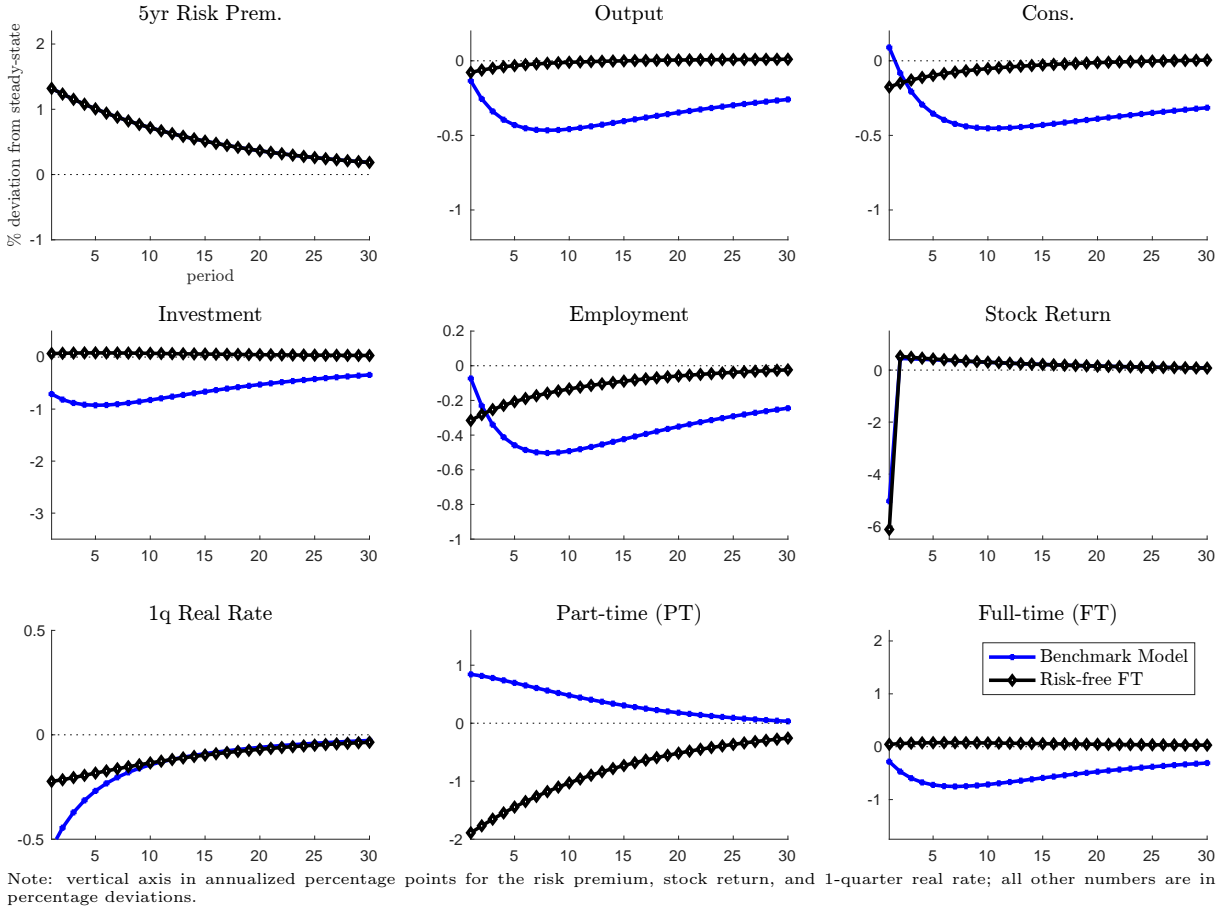 5yr Risk Prem.
Output
Cons.
% deviation from steady-state
2
1
0
-1
5 10 15 20 25 30
period
0
-0.5
-1
5 10 15 20 25 30
0
-0.5
-1
5 10 15 20 25 30
Investment
Employment
Stock Return
0
-1
-2
-3
5 10 15 20 25 30
0.2
0
-0.2
-0.4
-0.6
-0.8
-1
5 10 15 20 25 30
0
-2
-4
-6
5 10 15 20 25 30
1q Real Rate
Part-time (PT)
Full-time (FT)
0.5
0
-0.5
5 10 15 20 25 30
1
0
-1
-2
5 10 15 20 25 30
2
1
0
-1
5 10 15 20 25 30
Benchmark Model
Risk-free FT
Note: vertical axis in annualized percentage points for the risk premium, stock return, and 1-quarter real rate; all other numbers are in
percentage deviations.